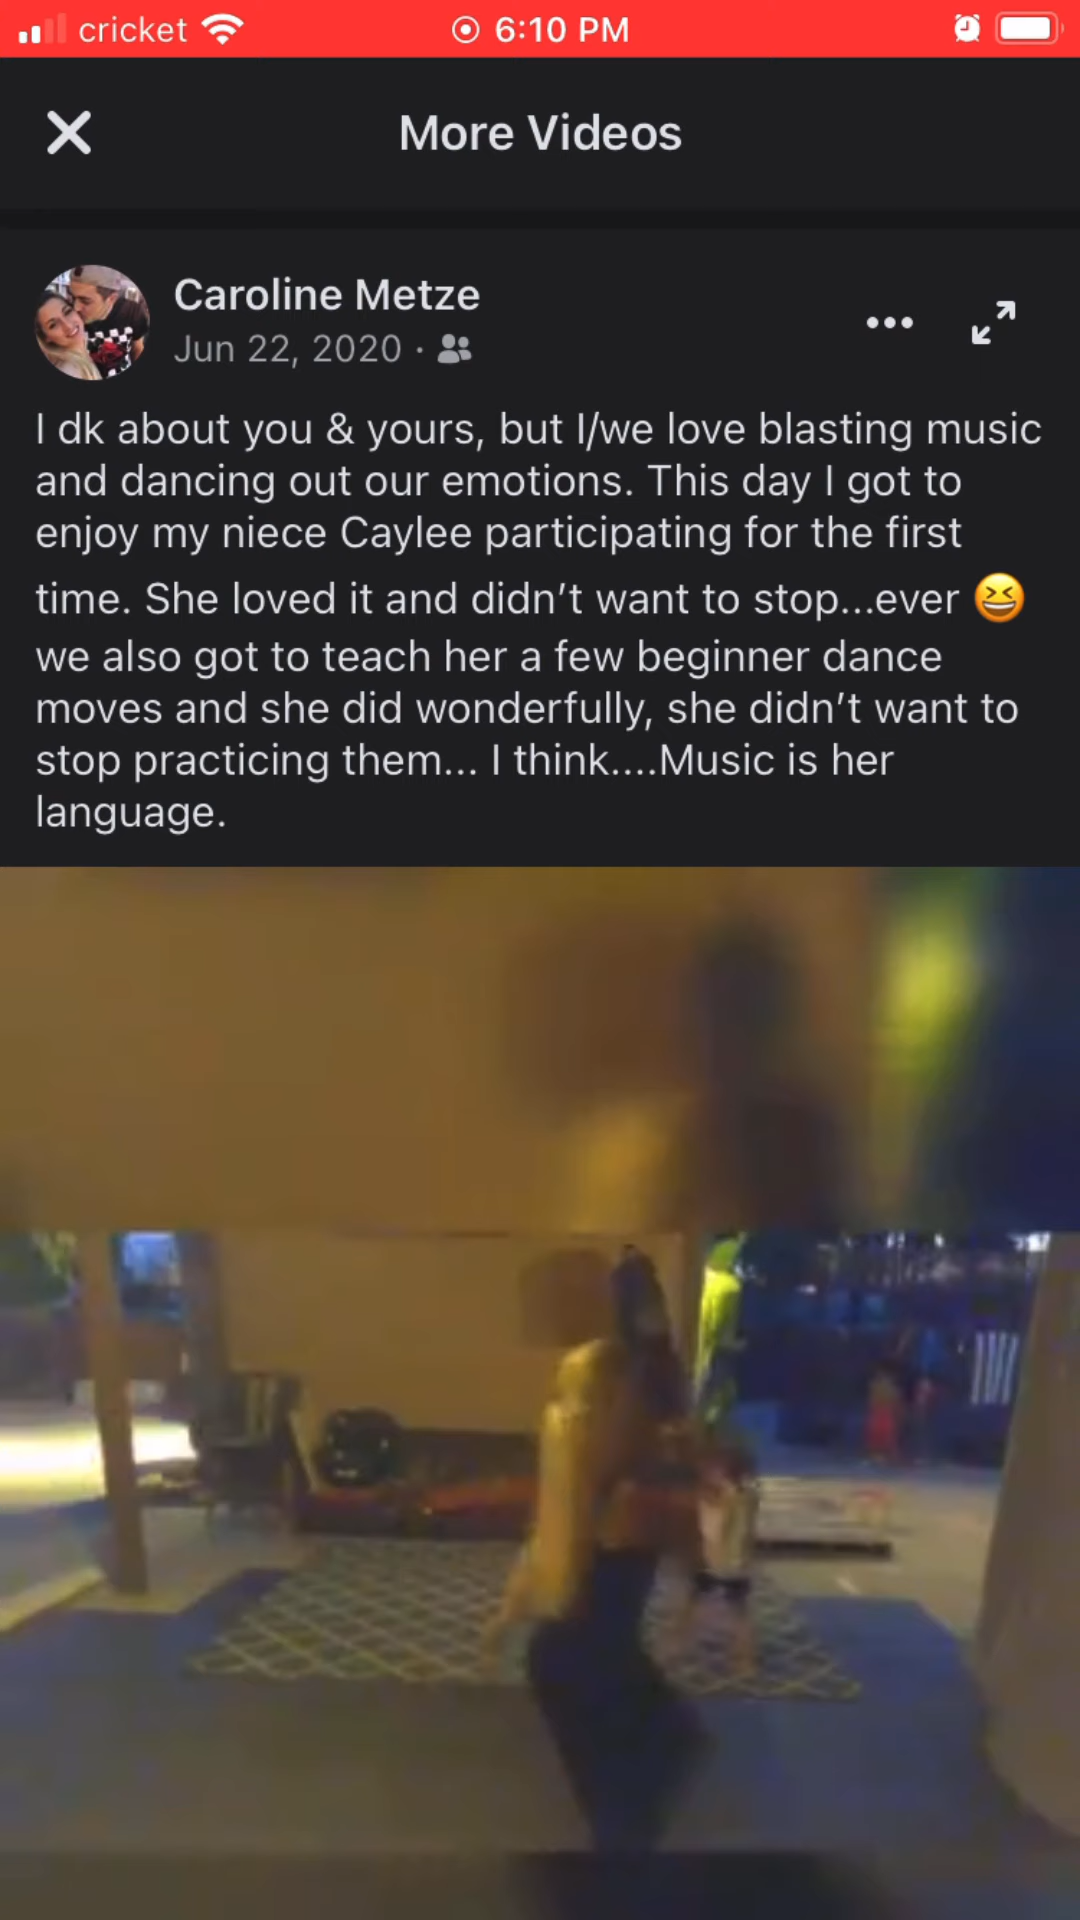 cricket 6:10 PM
More Videos
Caroline Metze
Jun 22, 2020 ·
I dk about you & yours, but I/we love blasting music
and dancing out our emotions. This day I got to
enjoy my niece Caylee participating for the first
time. She loved it and didn’t want to stop...ever 😆
we also got to teach her a few beginner dance
moves and she did wonderfully, she didn’t want to
stop practicing them... I think....Music is her
language.